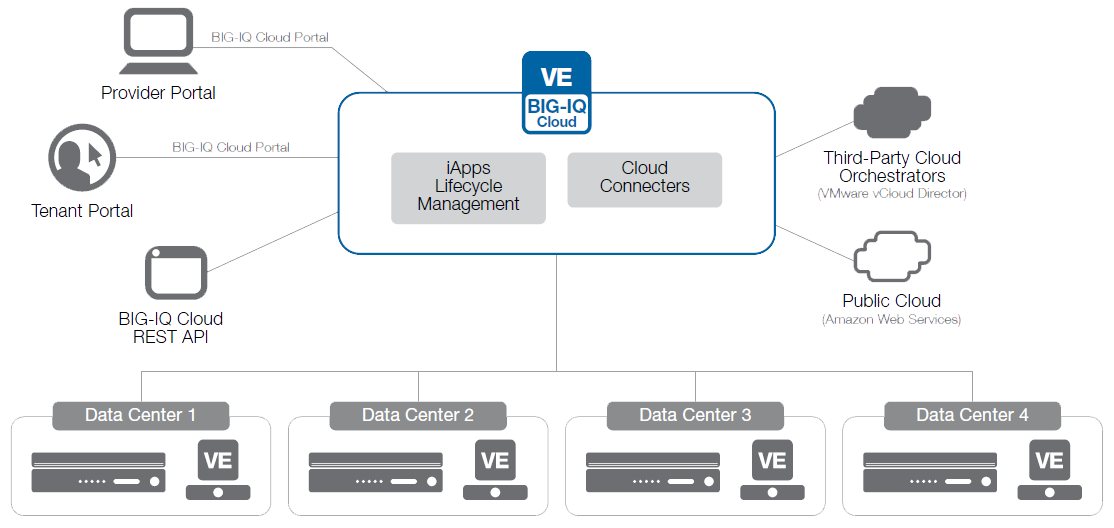 BIG-IQ Cloud Portal
Provider Portal
BIG-IQ Cloud Portal
Tenant Portal
BIG-IQ Cloud
REST API
VE
BIG-IQ
Cloud
iApps
Lifecycle
Management
Cloud
Connecters
Third-Party Cloud
Orchestrators
(VMware vCloud Director)
Public Cloud
(Amazon Web Services)
Data Center 1
VE
Data Center 2
VE
Data Center 3
VE
Data Center 4
VE